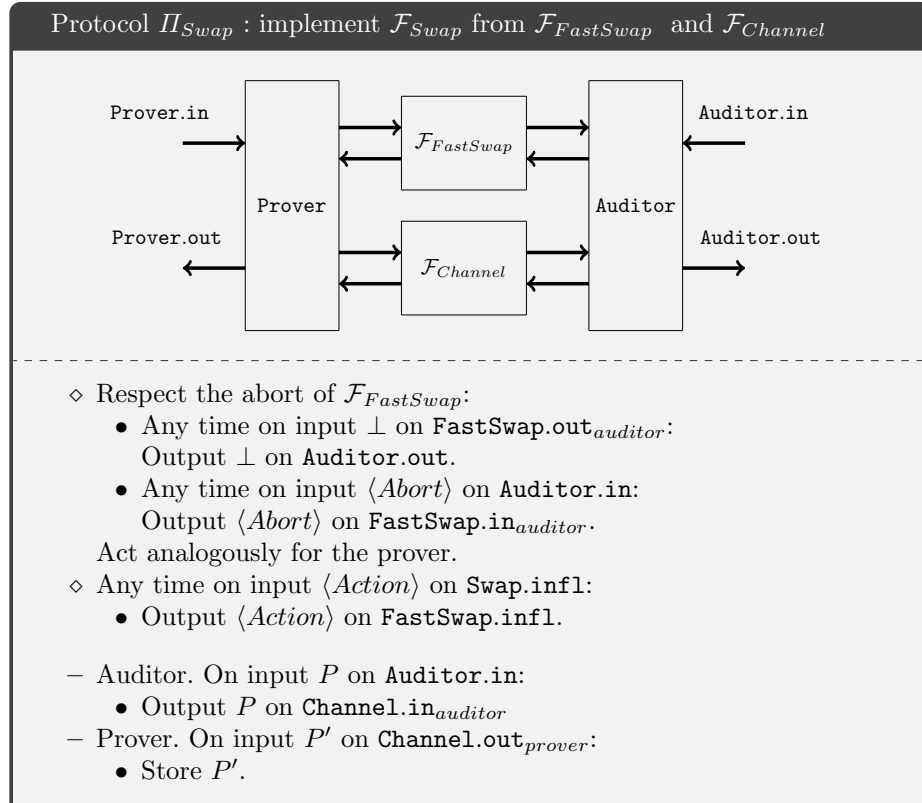 Protocol Π_Swap : implement F_Swap from F_FastSwap and F_Channel
Prover.in
Auditor.in
F_FastSwap
Prover
Auditor
Prover.out
Auditor.out
F_Channel
⋄ Respect the abort of F_FastSwap:
• Any time on input ⊥ on FastSwap.out_auditor:
Output ⊥ on Auditor.out.
• Any time on input ⟨Abort⟩ on Auditor.in:
Output ⟨Abort⟩ on FastSwap.in_auditor.
Act analogously for the prover.
⋄ Any time on input ⟨Action⟩ on Swap.infl:
• Output ⟨Action⟩ on FastSwap.infl.
– Auditor. On input P on Auditor.in:
• Output P on Channel.in_auditor
– Prover. On input P′ on Channel.out_prover:
• Store P′.